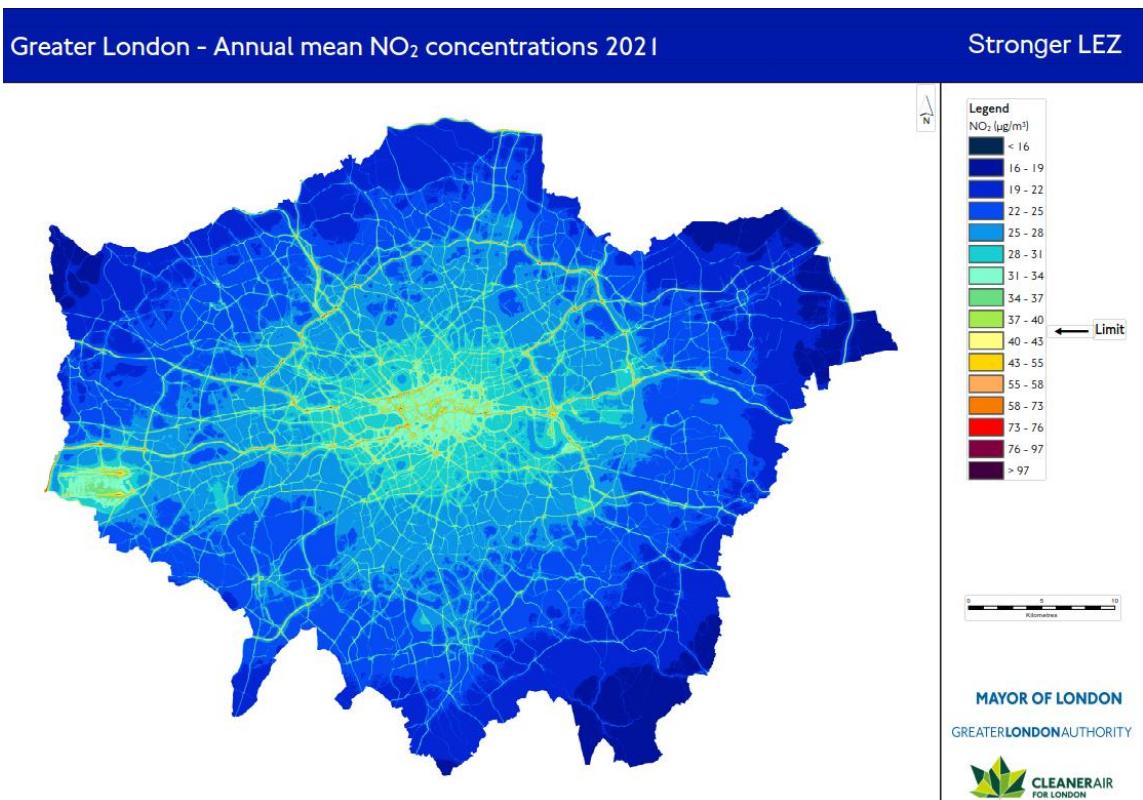 Greater London - Annual mean NO₂ concentrations 2021
Stronger LEZ
N
Legend
NO₂ (µg/m³)
< 16
16 - 19
19 - 22
22 - 25
25 - 28
28 - 31
31 - 34
34 - 37
37 - 40
40 - 43
43 - 55
55 - 58
58 - 73
73 - 76
76 - 97
> 97
Limit
0 5 10
Kilometres
MAYOR OF LONDON
GREATERLONDONAUTHORITY
CLEANERAIR
FOR LONDON